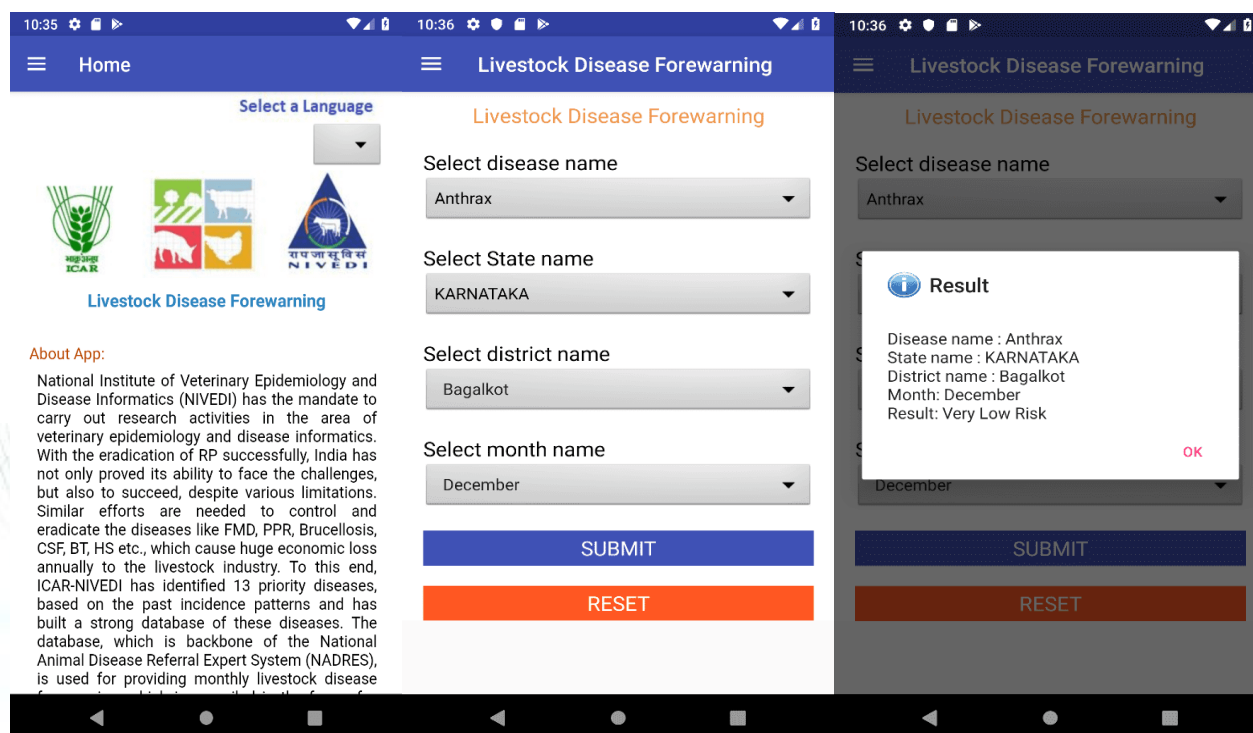 10:35
Home
Select a Language
ICAR
रापजासूविसं
NIVEDI
Livestock Disease Forewarning
About App:
National Institute of Veterinary Epidemiology and
Disease Informatics (NIVEDI) has the mandate to
carry out research activities in the area of
veterinary epidemiology and disease informatics.
With the eradication of RP successfully, India has
not only proved its ability to face the challenges,
but also to succeed, despite various limitations.
Similar efforts are needed to control and
eradicate the diseases like FMD, PPR, Brucellosis,
CSF, BT, HS etc., which cause huge economic loss
annually to the livestock industry. To this end,
ICAR-NIVEDI has identified 13 priority diseases,
based on the past incidence patterns and has
built a strong database of these diseases. The
database, which is backbone of the National
Animal Disease Referral Expert System (NADRES),
is used for providing monthly livestock disease
10:36
Livestock Disease Forewarning
Livestock Disease Forewarning
Select disease name
Anthrax
Select State name
KARNATAKA
Select district name
Bagalkot
Select month name
December
SUBMIT
RESET
10:36
Livestock Disease Forewarning
Livestock Disease Forewarning
Select disease name
Anthrax
Result
Disease name : Anthrax
State name : KARNATAKA
District name : Bagalkot
Month: December
Result: Very Low Risk
OK
December
SUBMIT
RESET